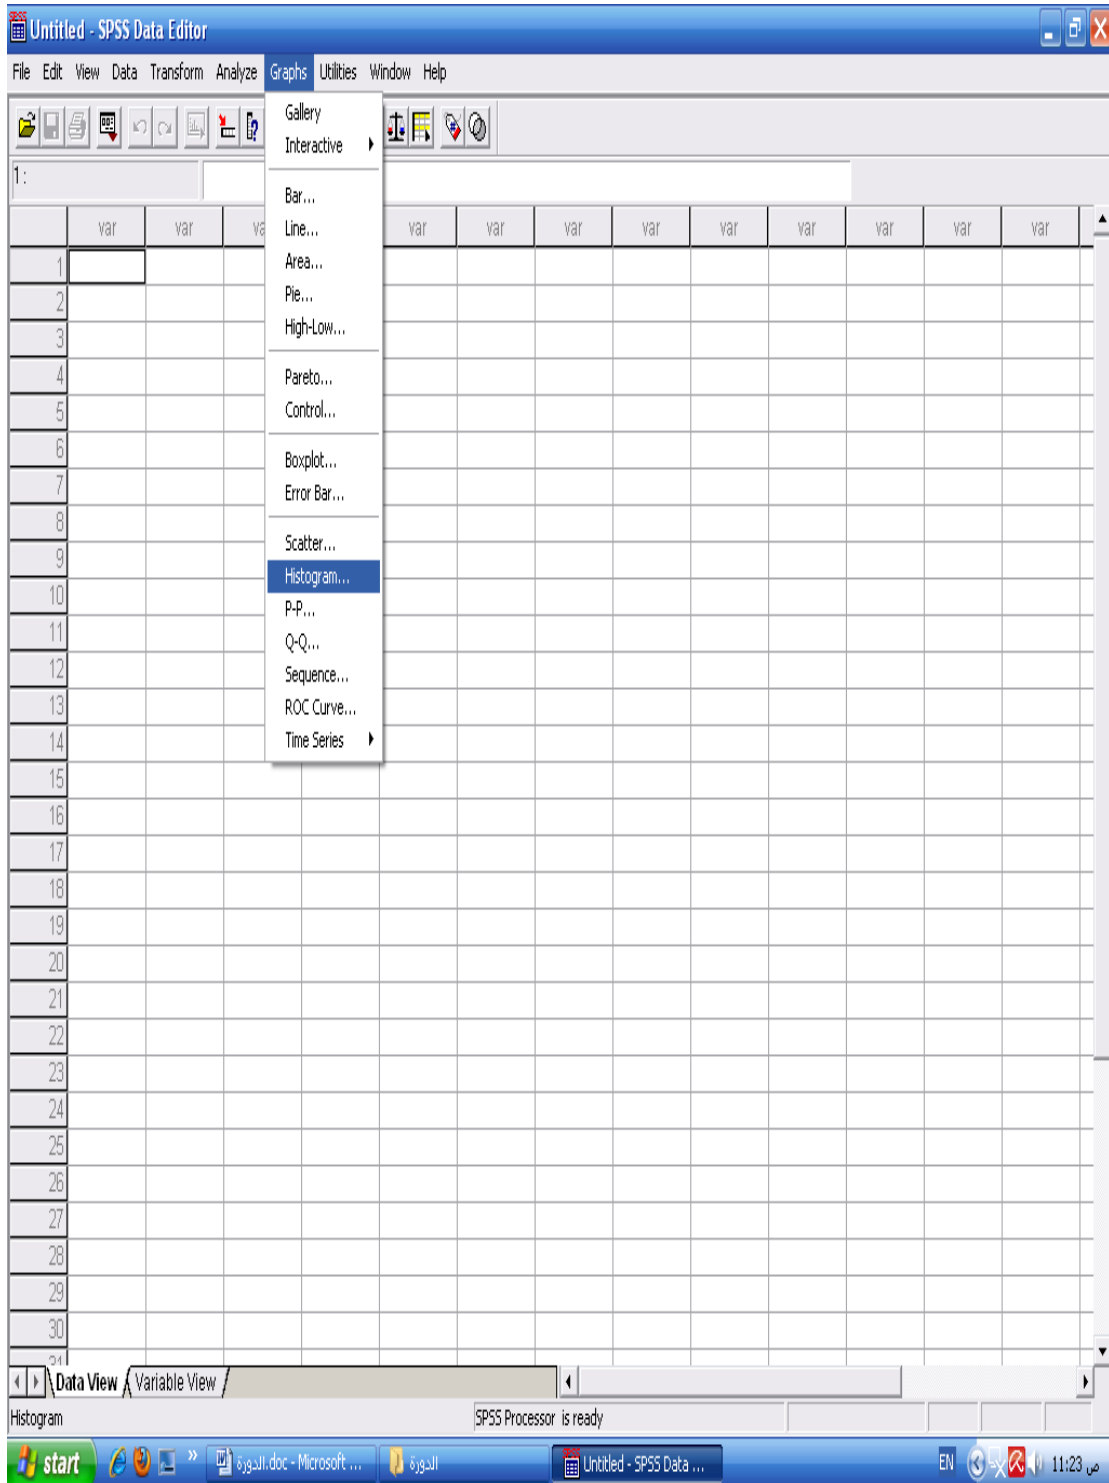 Untitled - SPSS Data Editor
File Edit View Data Transform Analyze Graphs Utilities Window Help
Gallery
Interactive
1 :
Bar...
Line...
Area...
Pie...
High-Low...
Pareto...
Control...
Boxplot...
Error Bar...
Scatter...
Histogram...
P-P...
Q-Q...
Sequence...
ROC Curve...
Time Series
var var va var var var var var var var var var
1
2
3
4
5
6
7
8
9
10
11
12
13
14
15
16
17
18
19
20
21
22
23
24
25
26
27
28
29
30
31
Data View Variable View
Histogram SPSS Processor is ready
start الدورة.doc - Microsoft ... الدورة Untitled - SPSS Data ... EN 11:23 ص